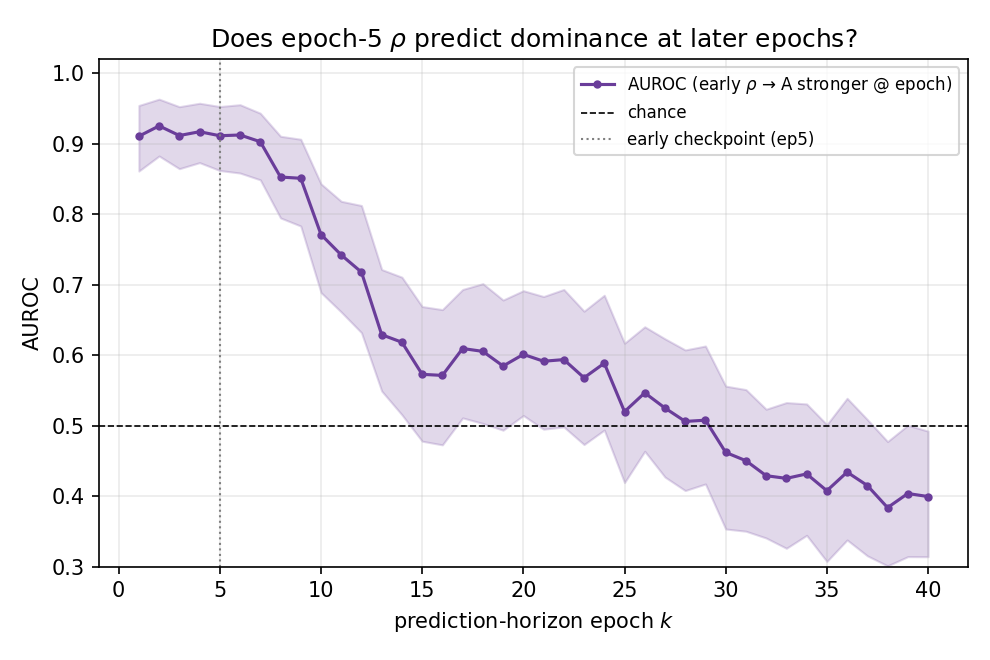 Does epoch-5 ρ predict dominance at later epochs?
AUROC (early ρ → A stronger @ epoch)
chance
early checkpoint (ep5)
AUROC
1.0
0.9
0.8
0.7
0.6
0.5
0.4
0.3
0 5 10 15 20 25 30 35 40
prediction-horizon epoch k